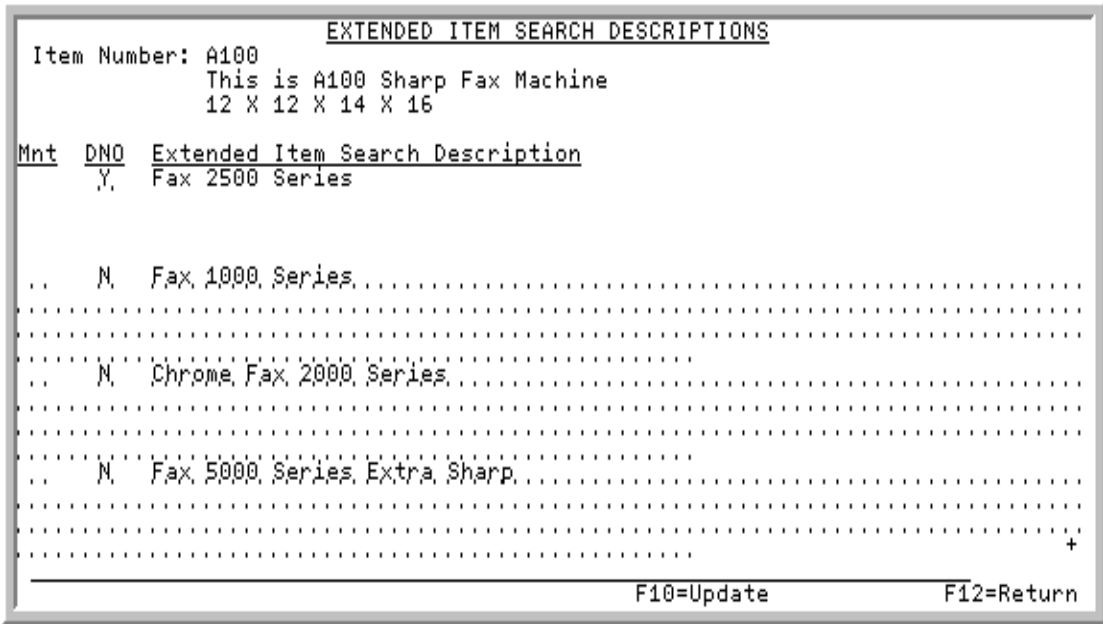 EXTENDED ITEM SEARCH DESCRIPTIONS
Item Number: A100
This is A100 Sharp Fax Machine
12 X 12 X 14 X 16
Mnt DNO Extended Item Search Description
Y Fax 2500 Series
N Fax 1000 Series
N Chrome Fax 2000 Series
N Fax 5000 Series Extra Sharp
+
F10=Update F12=Return